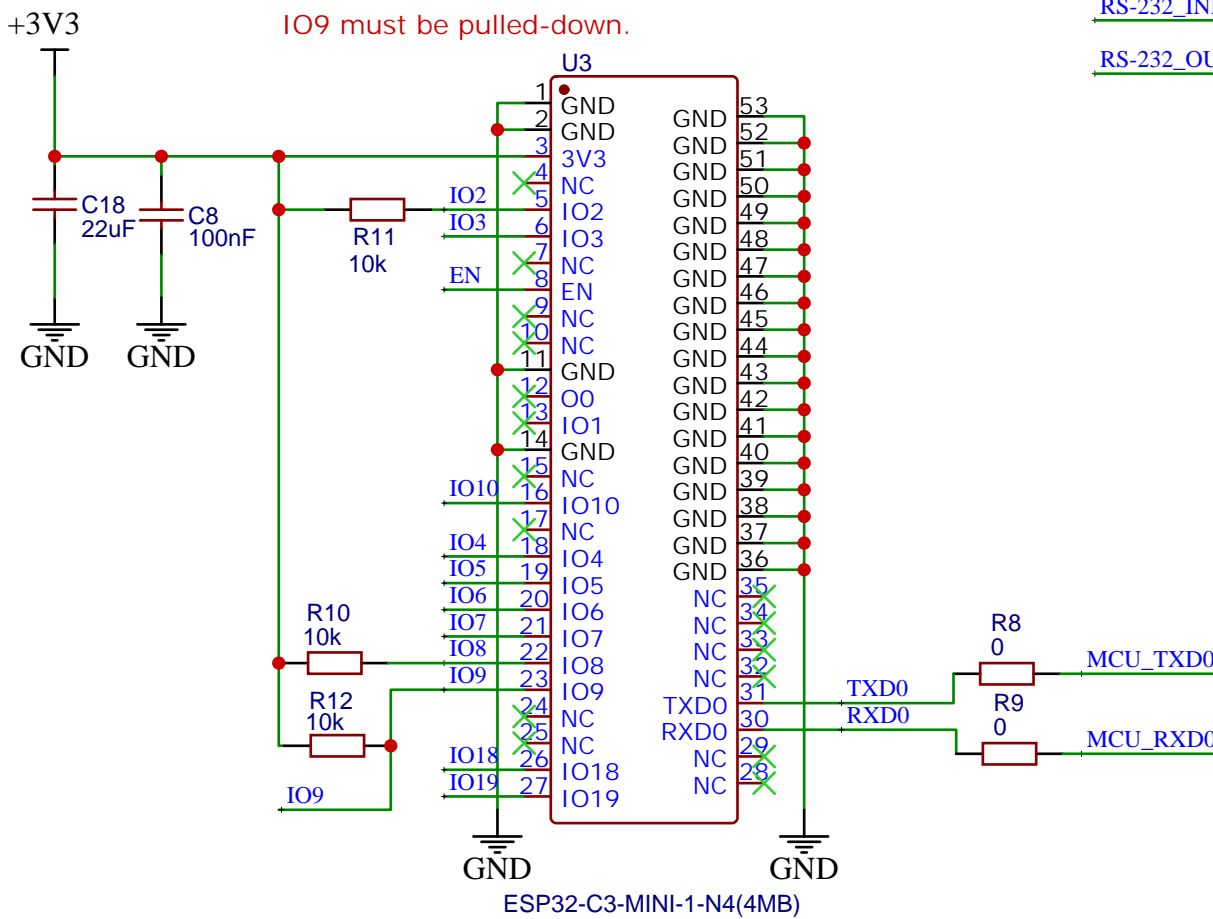 IO9 must be pulled-down.
+3V3
C18
22uF
GND
C8
100nF
GND
R11
10k
R10
10k
R12
10k
IO9
IO2
IO3
EN
IO10
IO4
IO5
IO6
IO7
IO8
IO9
IO18
IO19
U3
1 GND
2 GND
3 3V3
4 NC
5 IO2
6 IO3
7 NC
8 EN
9 NC
10 NC
11 GND
12 O0
13 IO1
14 GND
15 NC
16 IO10
17 NC
18 IO4
19 IO5
20 IO6
21 IO7
22 IO8
23 IO9
24 NC
25 NC
26 IO18
27 IO19
GND 53
GND 52
GND 51
GND 50
GND 49
GND 48
GND 47
GND 46
GND 45
GND 44
GND 43
GND 42
GND 41
GND 40
GND 39
GND 38
GND 37
GND 36
NC 35
NC 34
NC 33
NC 32
TXD0 31
RXD0 30
NC 29
NC 28
GND
GND
ESP32-C3-MINI-1-N4(4MB)
TXD0
RXD0
R8
0
R9
0
MCU_TXD0
MCU_RXD0